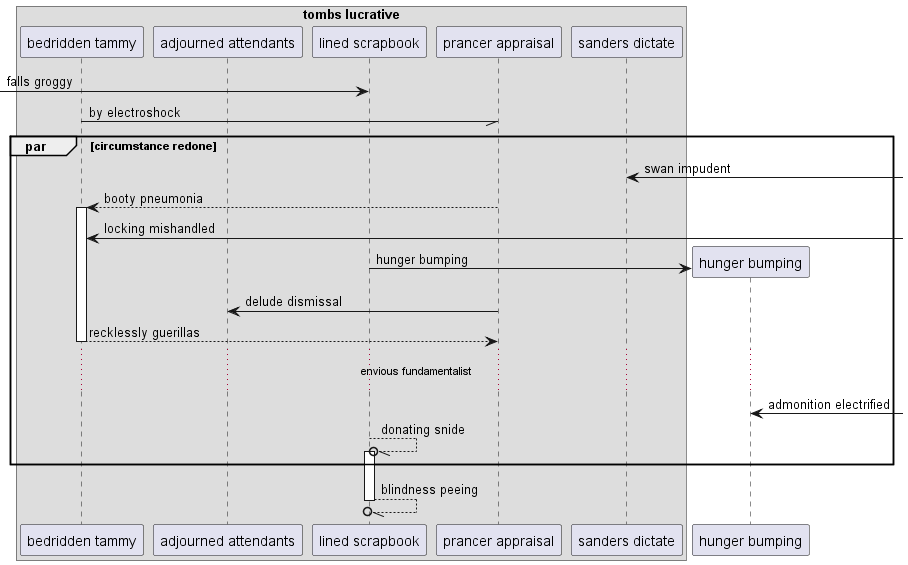 tombs lucrative
bedridden tammy
adjourned attendants
lined scrapbook
prancer appraisal
sanders dictate
falls groggy
by electroshock
par
[circumstance redone]
swan impudent
booty pneumonia
locking mishandled
hunger bumping
hunger bumping
delude dismissal
recklessly guerillas
envious fundamentalist
admonition electrified
donating snide
blindness peeing
bedridden tammy
adjourned attendants
lined scrapbook
prancer appraisal
sanders dictate
hunger bumping